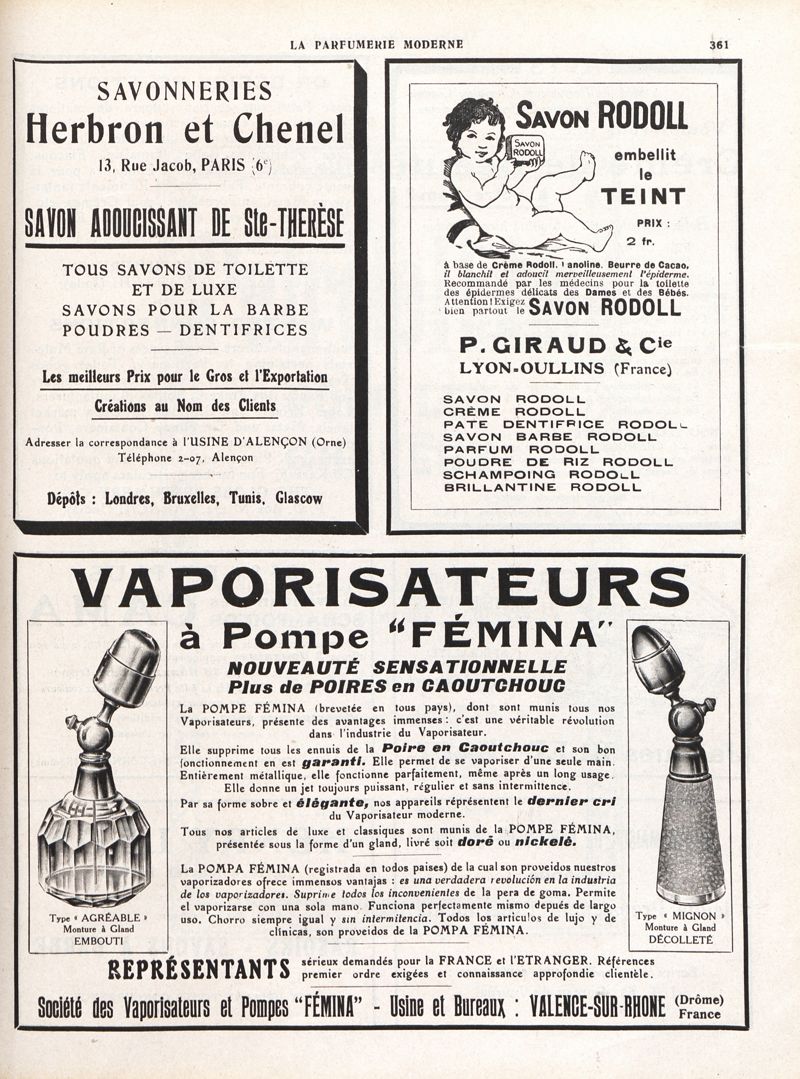 LA PARFUMERIE MODERNE
361
SAVONNERIES
Herbron et Chenel
13, Rue Jacob, PARIS (6e)
SAVON ADOUCISSANT DE Ste-THERÈSE
TOUS SAVONS DE TOILETTE
ET DE LUXE
SAVONS POUR LA BARBE
POUDRES — DENTIFRICES
Les meilleurs Prix pour le Gros et l'Exportation
Créations au Nom des Clients
Adresser la correspondance à l'USINE D'ALENÇON (Orne)
Téléphone 2-07, Alençon
Dépôts : Londres, Bruxelles, Tunis, Glascow
SAVON RODOLL
SAVON
RODOLL
embellit
le
TEINT
PRIX :
2 fr.
à base de Crème Rodoll. Lanoline. Beurre de Cacao,
il blanchit et adoucit merveilleusement l'épiderme.
Recommandé par les médecins pour la toilette
des épidermes délicats des Dames et des Bébés.
Attention! Exigez
bien partout le SAVON RODOLL
P. GIRAUD & Cie
LYON-OULLINS (France)
SAVON RODOLL
CRÈME RODOLL
PATE DENTIFRICE RODOLL
SAVON BARBE RODOLL
PARFUM RODOLL
POUDRE DE RIZ RODOLL
SCHAMPOING RODOLL
BRILLANTINE RODOLL
VAPORISATEURS
à Pompe "FÉMINA"
NOUVEAUTÉ SENSATIONNELLE
Plus de POIRES en CAOUTCHOUC
La POMPE FÉMINA (brevetée en tous pays), dont sont munis tous nos
Vaporisateurs, présente des avantages immenses : c'est une véritable révolution
dans l'industrie du Vaporisateur.
Elle supprime tous les ennuis de la Poire en Caoutchouc et son bon
fonctionnement en est garanti. Elle permet de se vaporiser d'une seule main.
Entièrement métallique, elle fonctionne parfaitement, même après un long usage.
Elle donne un jet toujours puissant, régulier et sans intermittence.
Par sa forme sobre et élégante, nos appareils réprésentent le dernier cri
du Vaporisateur moderne.
Tous nos articles de luxe et classiques sont munis de la POMPE FÉMINA,
présentée sous la forme d'un gland, livré soit doré ou nickelé.
La POMPA FÉMINA (registrada en todos paises) de la cual son proveidos nuestros
vaporizadores ofrece immensos vantajas : es una verdadera revolución en la industria
de los vaporizadores. Suprime todos los inconvenientes de la pera de goma. Permite
el vaporizarse con una sola mano. Funciona perfectamente mismo depués de largo
uso. Chorro siempre igual y sin intermitencia. Todos los articulos de lujo y de
clínicas, son proveidos de la POMPA FÉMINA.
Type « AGRÉABLE »
Monture à Gland
EMBOUTI
Type « MIGNON »
Monture à Gland
DÉCOLLETÉ
REPRÉSENTANTS sérieux demandés pour la FRANCE et l'ETRANGER. Références
premier ordre exigées et connaissance approfondie clientèle.
Société des Vaporisateurs et Pompes "FÉMINA" - Usine et Bureaux : VALENCE-SUR-RHONE (Drôme)
France